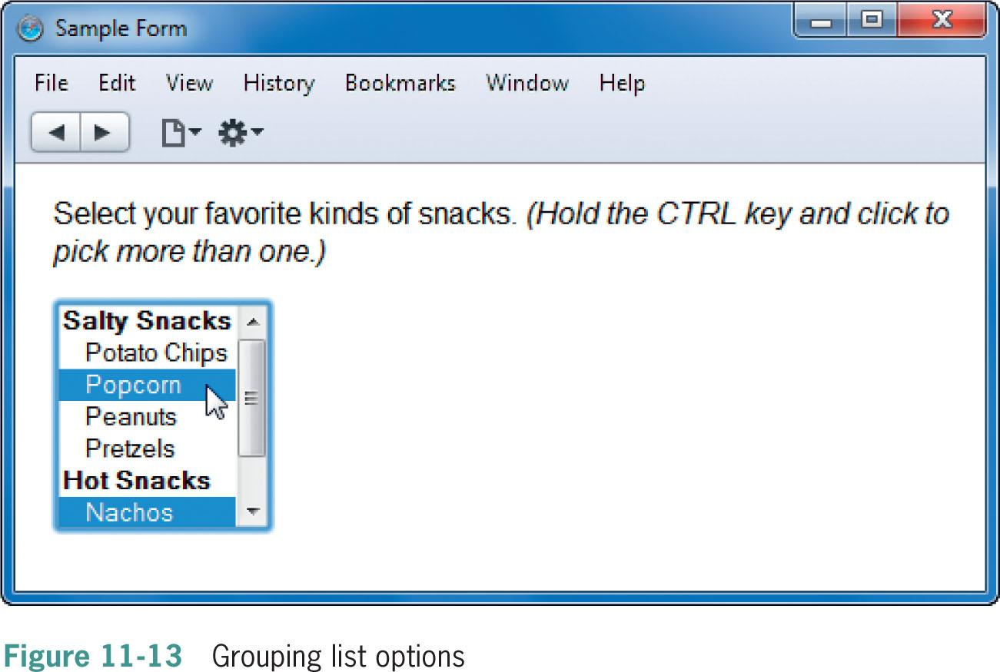 Sample Form
File Edit View History Bookmarks Window Help
Select your favorite kinds of snacks. (Hold the CTRL key and click to
pick more than one.)
Salty Snacks
Potato Chips
Popcorn
Peanuts
Pretzels
Hot Snacks
Nachos
Figure 11-13 Grouping list options